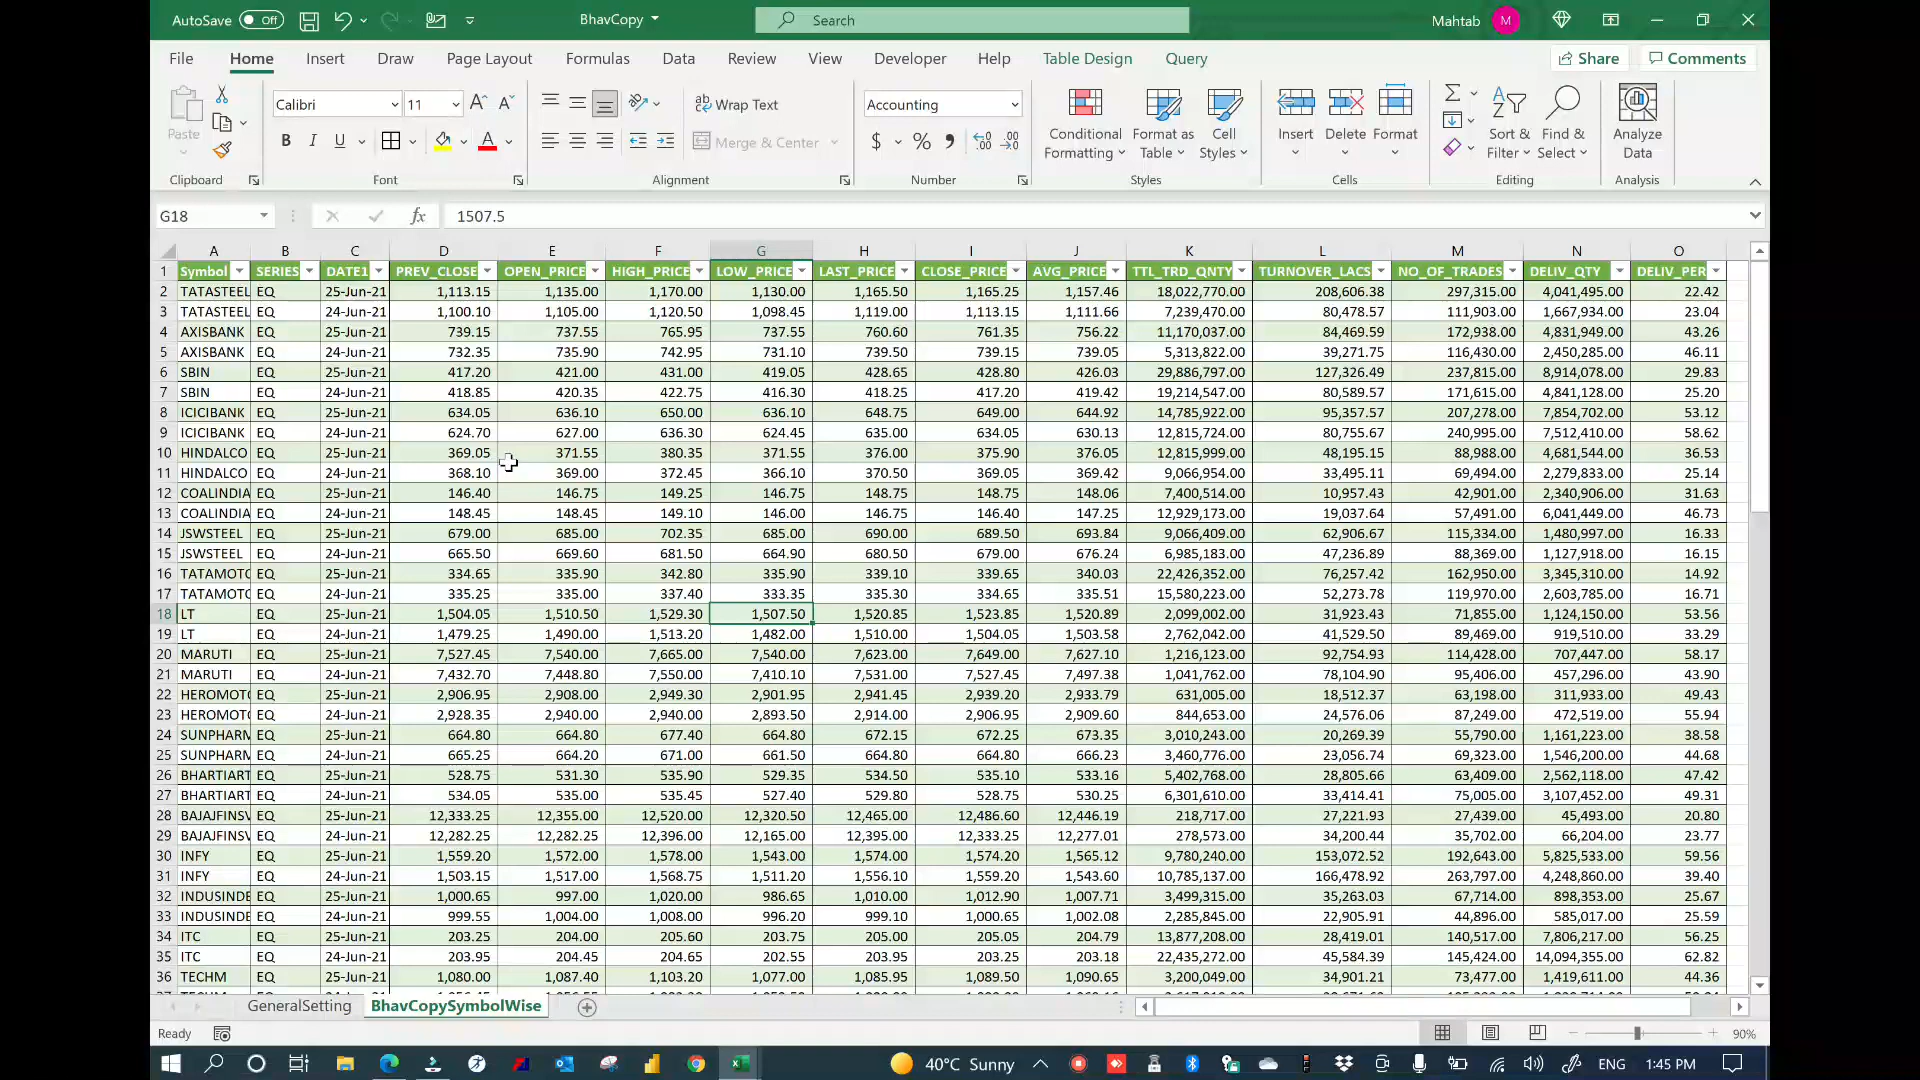 AutoSave Off BhavCopy Search Mahtab M
File Home Insert Draw Page Layout Formulas Data Review View Developer Help Table Design Query Share Comments
Paste Calibri 11 Wrap Text Accounting Conditional Formatting Format as Table Cell Styles Insert Delete Format Sort & Filter Find & Select Analyze Data
B I U Merge & Center $ %
Clipboard Font Alignment Number Styles Cells Editing Analysis
G18 fx 1507.5
A B C D E F G H I J K L M N O
1 Symbol SERIES DATE1 PREV_CLOSE OPEN_PRICE HIGH_PRICE LOW_PRICE LAST_PRICE CLOSE_PRICE AVG_PRICE TTL_TRD_QNTY TURNOVER_LACS NO_OF_TRADES DELIV_QTY DELIV_PER
2 TATASTEEL EQ 25-Jun-21 1,113.15 1,135.00 1,170.00 1,130.00 1,165.50 1,165.25 1,157.46 18,022,770.00 208,606.38 297,315.00 4,041,495.00 22.42
3 TATASTEEL EQ 24-Jun-21 1,100.10 1,105.00 1,120.50 1,098.45 1,119.00 1,113.15 1,111.66 7,239,470.00 80,478.57 111,903.00 1,667,934.00 23.04
4 AXISBANK EQ 25-Jun-21 739.15 737.55 765.95 737.55 760.60 761.35 756.22 11,170,037.00 84,469.59 172,938.00 4,831,949.00 43.26
5 AXISBANK EQ 24-Jun-21 732.35 735.90 742.95 731.10 739.50 739.15 739.05 5,313,822.00 39,271.75 116,430.00 2,450,285.00 46.11
6 SBIN EQ 25-Jun-21 417.20 421.00 431.00 419.05 428.65 428.80 426.03 29,886,797.00 127,326.49 237,815.00 8,914,078.00 29.83
7 SBIN EQ 24-Jun-21 418.85 420.35 422.75 416.30 418.25 417.20 419.42 19,214,547.00 80,589.57 171,615.00 4,841,128.00 25.20
8 ICICIBANK EQ 25-Jun-21 634.05 636.10 650.00 636.10 648.75 649.00 644.92 14,785,922.00 95,357.57 207,278.00 7,854,702.00 53.12
9 ICICIBANK EQ 24-Jun-21 624.70 627.00 636.30 624.45 635.00 634.05 630.13 12,815,724.00 80,755.67 240,995.00 7,512,410.00 58.62
10 HINDALCO EQ 25-Jun-21 369.05 371.55 380.35 371.55 376.00 375.90 376.05 12,815,999.00 48,195.15 88,988.00 4,681,544.00 36.53
11 HINDALCO EQ 24-Jun-21 368.10 369.00 372.45 366.10 370.50 369.05 369.42 9,066,954.00 33,495.11 69,494.00 2,279,833.00 25.14
12 COALINDIA EQ 25-Jun-21 146.40 146.75 149.25 146.75 148.75 148.75 148.06 7,400,514.00 10,957.43 42,901.00 2,340,906.00 31.63
13 COALINDIA EQ 24-Jun-21 148.45 148.45 149.10 146.00 146.75 146.40 147.25 12,929,173.00 19,037.64 57,491.00 6,041,449.00 46.73
14 JSWSTEEL EQ 25-Jun-21 679.00 685.00 702.35 685.00 690.00 689.50 693.84 9,066,409.00 62,906.67 115,334.00 1,480,997.00 16.33
15 JSWSTEEL EQ 24-Jun-21 665.50 669.60 681.50 664.90 680.50 679.00 676.24 6,985,183.00 47,236.89 88,369.00 1,127,918.00 16.15
16 TATAMOTO EQ 25-Jun-21 334.65 335.90 342.80 335.90 339.10 339.65 340.03 22,426,352.00 76,257.42 162,950.00 3,345,310.00 14.92
17 TATAMOTO EQ 24-Jun-21 335.25 335.00 337.40 333.35 335.30 334.65 335.51 15,580,223.00 52,273.78 119,970.00 2,603,785.00 16.71
18 LT EQ 25-Jun-21 1,504.05 1,510.50 1,529.30 1,507.50 1,520.85 1,523.85 1,520.89 2,099,002.00 31,923.43 71,855.00 1,124,150.00 53.56
19 LT EQ 24-Jun-21 1,479.25 1,490.00 1,513.20 1,482.00 1,510.00 1,504.05 1,503.58 2,762,042.00 41,529.50 89,469.00 919,510.00 33.29
20 MARUTI EQ 25-Jun-21 7,527.45 7,540.00 7,665.00 7,540.00 7,623.00 7,649.00 7,627.10 1,216,123.00 92,754.93 114,428.00 707,447.00 58.17
21 MARUTI EQ 24-Jun-21 7,432.70 7,448.80 7,550.00 7,410.10 7,531.00 7,527.45 7,497.38 1,041,762.00 78,104.90 95,406.00 457,296.00 43.90
22 HEROMOTO EQ 25-Jun-21 2,906.95 2,908.00 2,949.30 2,901.95 2,941.45 2,939.20 2,933.79 631,005.00 18,512.37 63,198.00 311,933.00 49.43
23 HEROMOTO EQ 24-Jun-21 2,928.35 2,940.00 2,940.00 2,893.50 2,914.00 2,906.95 2,909.60 844,653.00 24,576.06 87,249.00 472,519.00 55.94
24 SUNPHARM EQ 25-Jun-21 664.80 664.80 677.40 664.80 672.15 672.25 673.35 3,010,243.00 20,269.39 55,790.00 1,161,223.00 38.58
25 SUNPHARM EQ 24-Jun-21 665.25 664.20 671.00 661.50 664.80 664.80 666.23 3,460,776.00 23,056.74 69,323.00 1,546,200.00 44.68
26 BHARTIART EQ 25-Jun-21 528.75 531.30 535.90 529.35 534.50 535.10 533.16 5,402,768.00 28,805.66 63,409.00 2,562,118.00 47.42
27 BHARTIART EQ 24-Jun-21 534.05 535.00 535.45 527.40 529.80 528.75 530.25 6,301,610.00 33,414.41 75,005.00 3,107,452.00 49.31
28 BAJAJFINSV EQ 25-Jun-21 12,333.25 12,355.00 12,520.00 12,320.50 12,465.00 12,486.60 12,446.19 218,717.00 27,221.93 27,439.00 45,493.00 20.80
29 BAJAJFINSV EQ 24-Jun-21 12,282.25 12,282.25 12,396.00 12,165.00 12,395.00 12,333.25 12,277.01 278,573.00 34,200.44 35,702.00 66,204.00 23.77
30 INFY EQ 25-Jun-21 1,559.20 1,572.00 1,578.00 1,543.00 1,574.00 1,574.20 1,565.12 9,780,240.00 153,072.52 192,643.00 5,825,533.00 59.56
31 INFY EQ 24-Jun-21 1,503.15 1,517.00 1,568.75 1,511.20 1,556.10 1,559.20 1,543.60 10,785,137.00 166,478.92 263,797.00 4,248,860.00 39.40
32 INDUSINDB EQ 25-Jun-21 1,000.65 997.00 1,020.00 986.65 1,010.00 1,012.90 1,007.71 3,499,315.00 35,263.03 67,714.00 898,353.00 25.67
33 INDUSINDB EQ 24-Jun-21 999.55 1,004.00 1,008.00 996.20 999.10 1,000.65 1,002.08 2,285,845.00 22,905.91 44,896.00 585,017.00 25.59
34 ITC EQ 25-Jun-21 203.25 204.00 205.60 203.75 205.00 205.05 204.79 13,877,208.00 28,419.01 140,517.00 7,806,217.00 56.25
35 ITC EQ 24-Jun-21 203.95 204.45 204.65 202.55 203.95 203.25 203.18 22,435,272.00 45,584.39 145,424.00 14,094,355.00 62.82
36 TECHM EQ 25-Jun-21 1,080.00 1,087.40 1,103.20 1,077.00 1,085.95 1,089.50 1,090.65 3,200,049.00 34,901.21 73,477.00 1,419,611.00 44.36
GeneralSetting BhavCopySymbolWise
Ready 90%
40°C Sunny ENG 1:45 PM